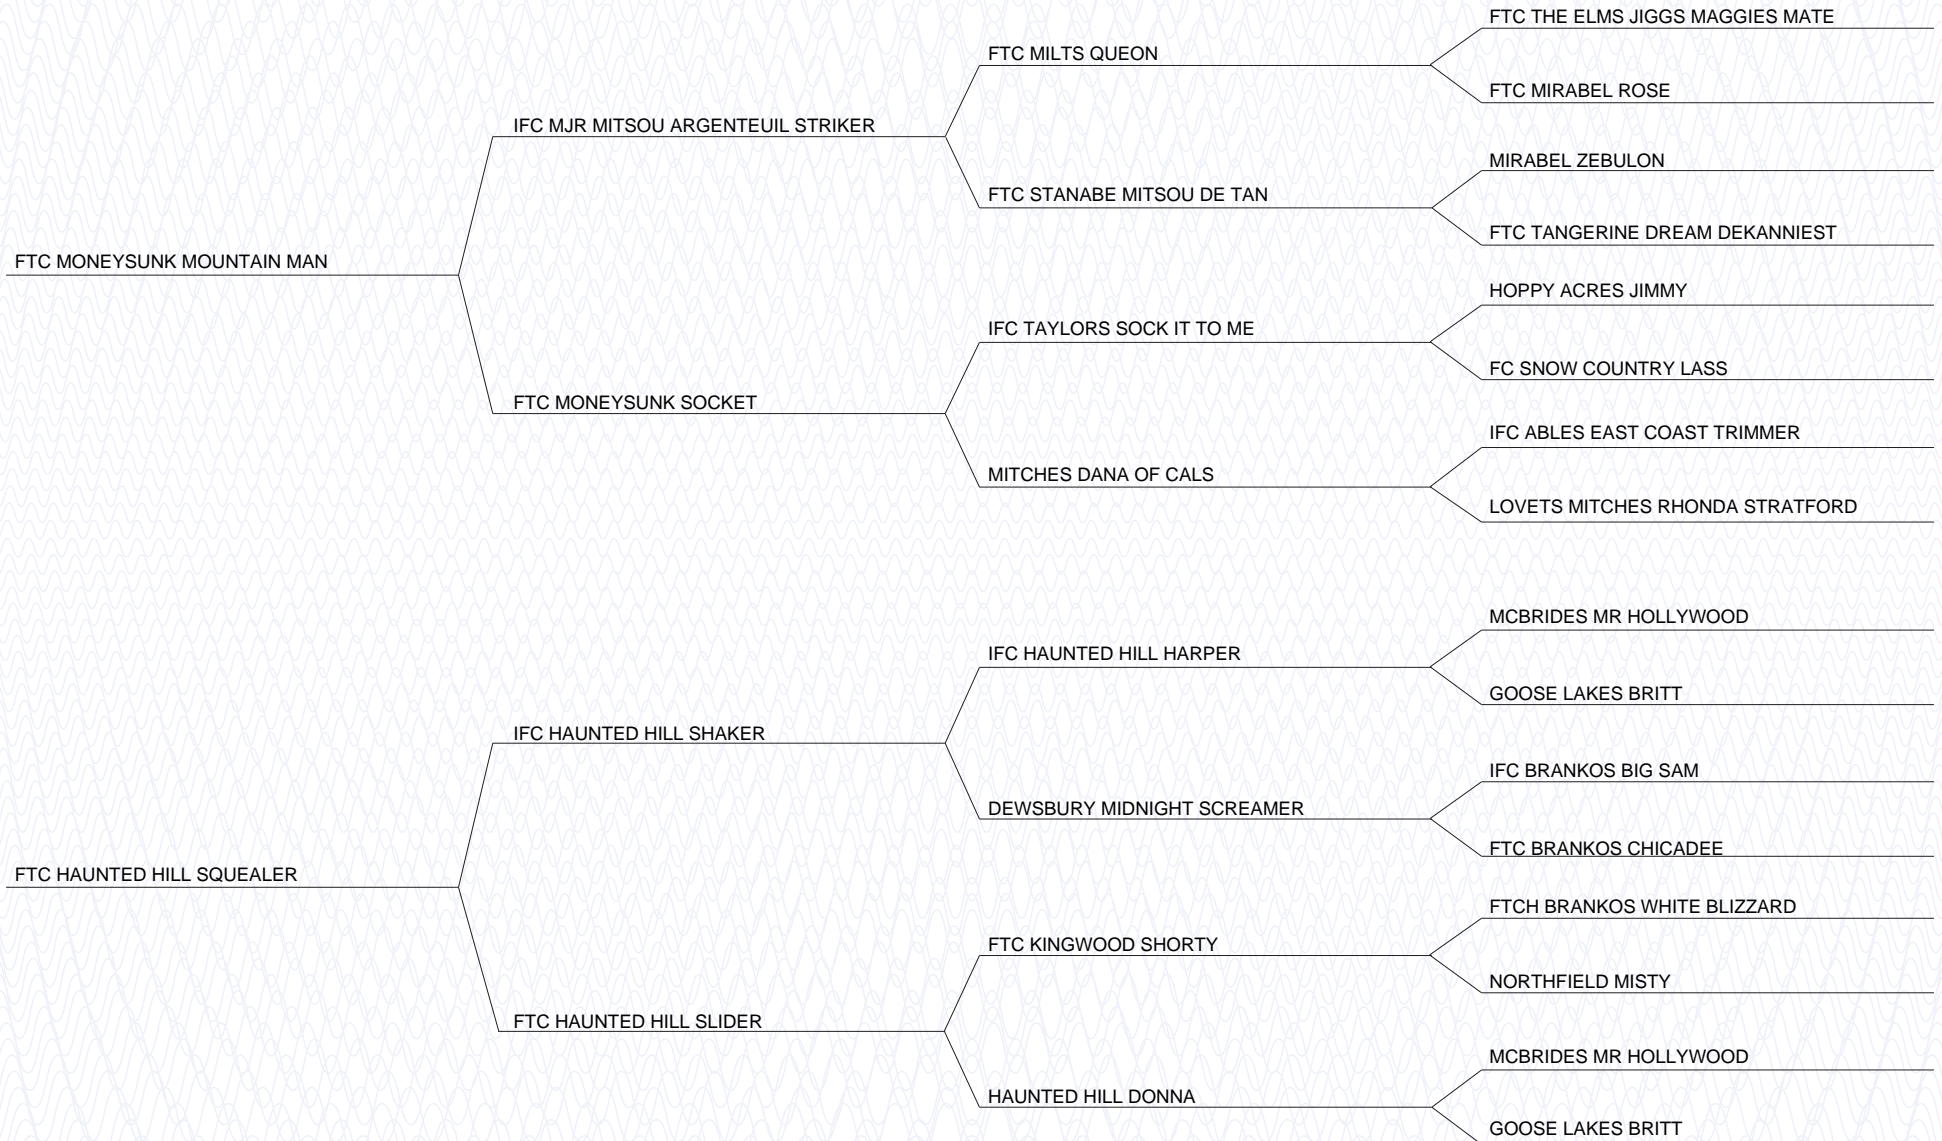 FTC THE ELMS JIGGS MAGGIES MATE
FTC MILTS QUEON
FTC MIRABEL ROSE
IFC MJR MITSOU ARGENTEUIL STRIKER
MIRABEL ZEBULON
FTC STANABE MITSOU DE TAN
FTC TANGERINE DREAM DEKANNIEST
FTC MONEYSUNK MOUNTAIN MAN
HOPPY ACRES JIMMY
IFC TAYLORS SOCK IT TO ME
FC SNOW COUNTRY LASS
FTC MONEYSUNK SOCKET
IFC ABLES EAST COAST TRIMMER
MITCHES DANA OF CALS
LOVETS MITCHES RHONDA STRATFORD
MCBRIDES MR HOLLYWOOD
IFC HAUNTED HILL HARPER
GOOSE LAKES BRITT
IFC HAUNTED HILL SHAKER
IFC BRANKOS BIG SAM
DEWSBURY MIDNIGHT SCREAMER
FTC BRANKOS CHICADEE
FTC HAUNTED HILL SQUEALER
FTCH BRANKOS WHITE BLIZZARD
FTC KINGWOOD SHORTY
NORTHFIELD MISTY
FTC HAUNTED HILL SLIDER
MCBRIDES MR HOLLYWOOD
HAUNTED HILL DONNA
GOOSE LAKES BRITT